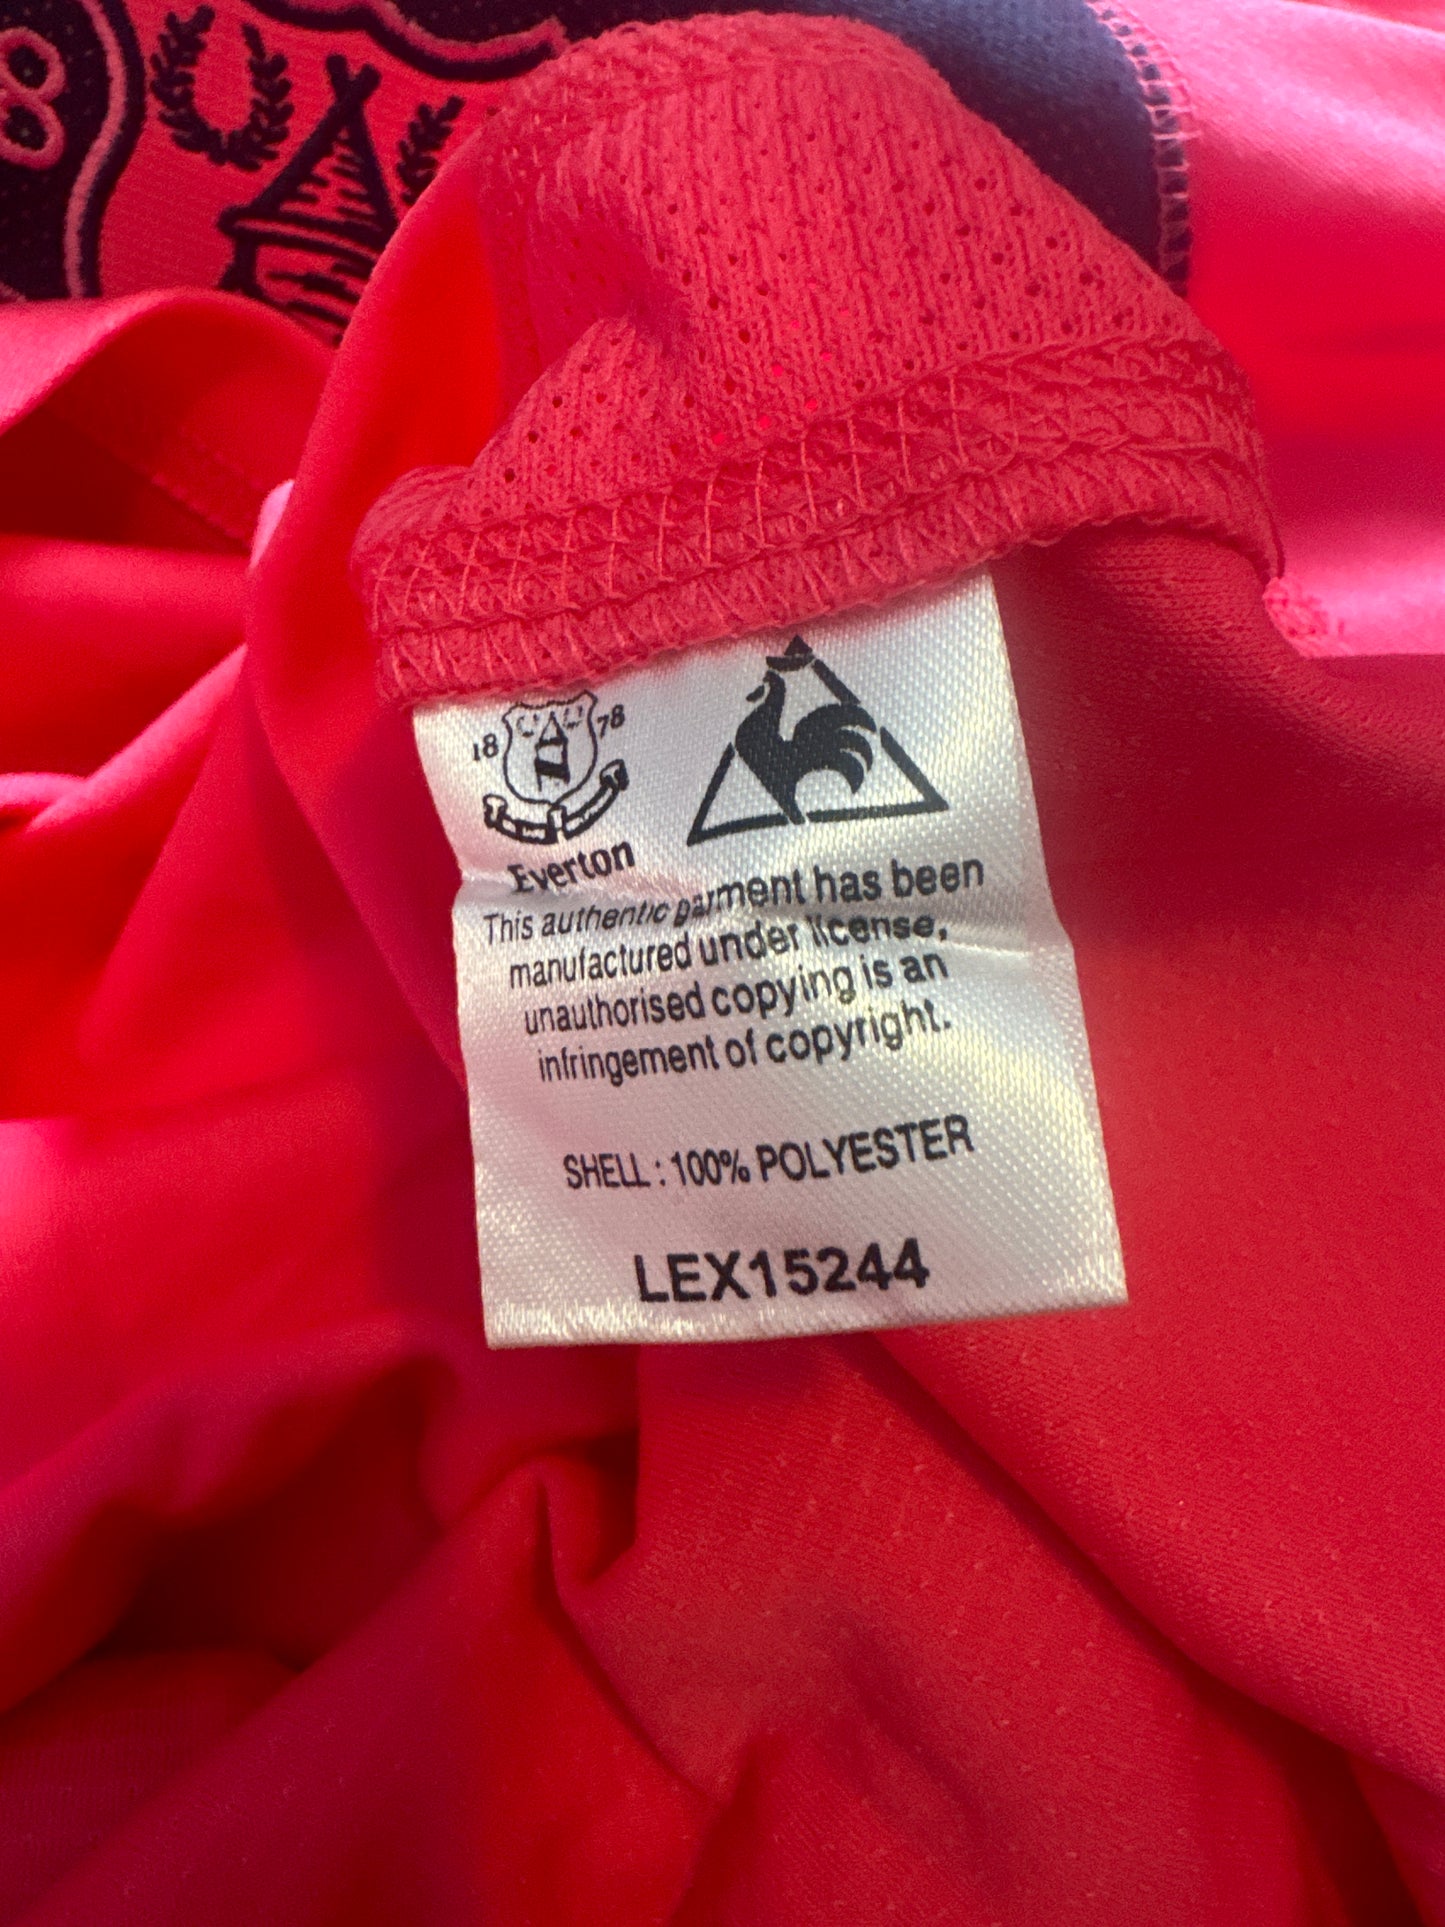 18 78
Everton
This authentic garment has been
manufactured under license,
unauthorised copying is an
infringement of copyright.
SHELL : 100% POLYESTER
LEX15244